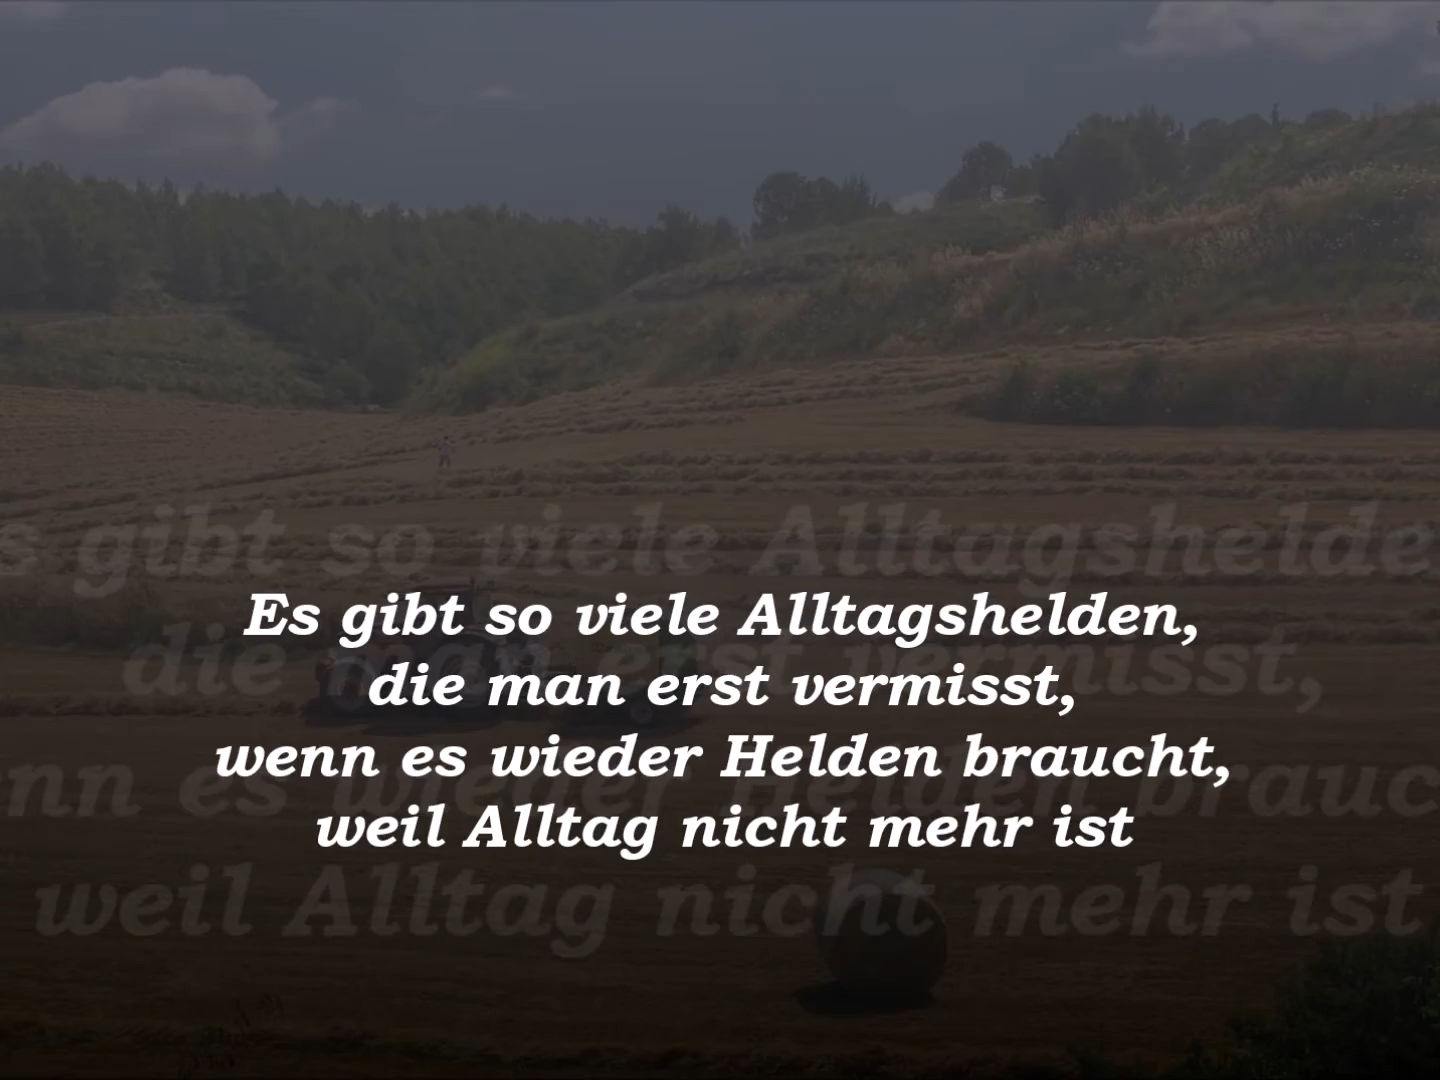 Es gibt so viele Alltagshelden,
die man erst vermisst,
wenn es wieder Helden braucht,
weil Alltag nicht mehr ist